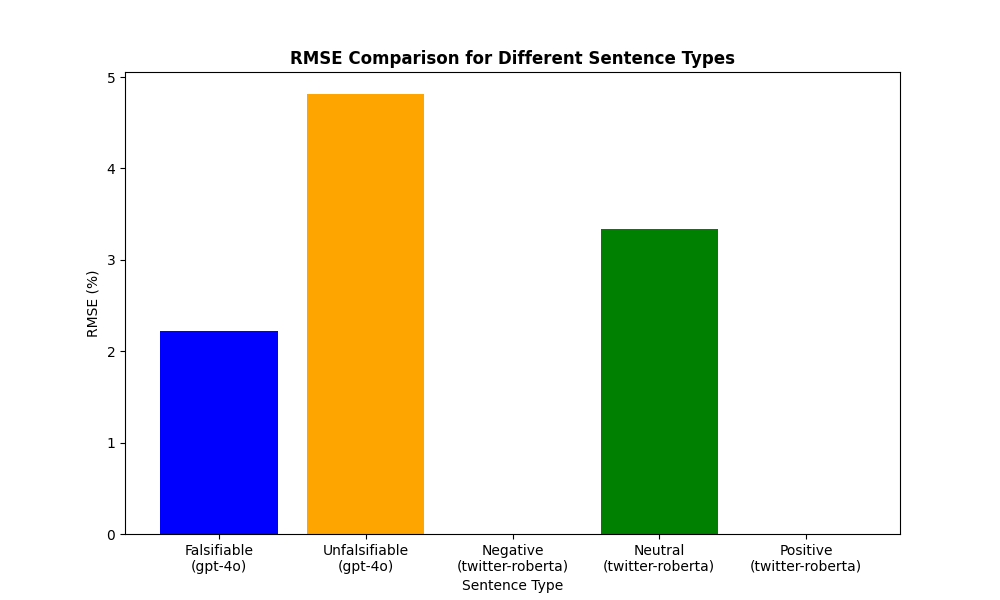 RMSE Comparison for Different Sentence Types
5
4
3
2
1
0
RMSE (%)
Falsifiable
(gpt-4o)
Unfalsifiable
(gpt-4o)
Negative
(twitter-roberta)
Neutral
(twitter-roberta)
Positive
(twitter-roberta)
Sentence Type